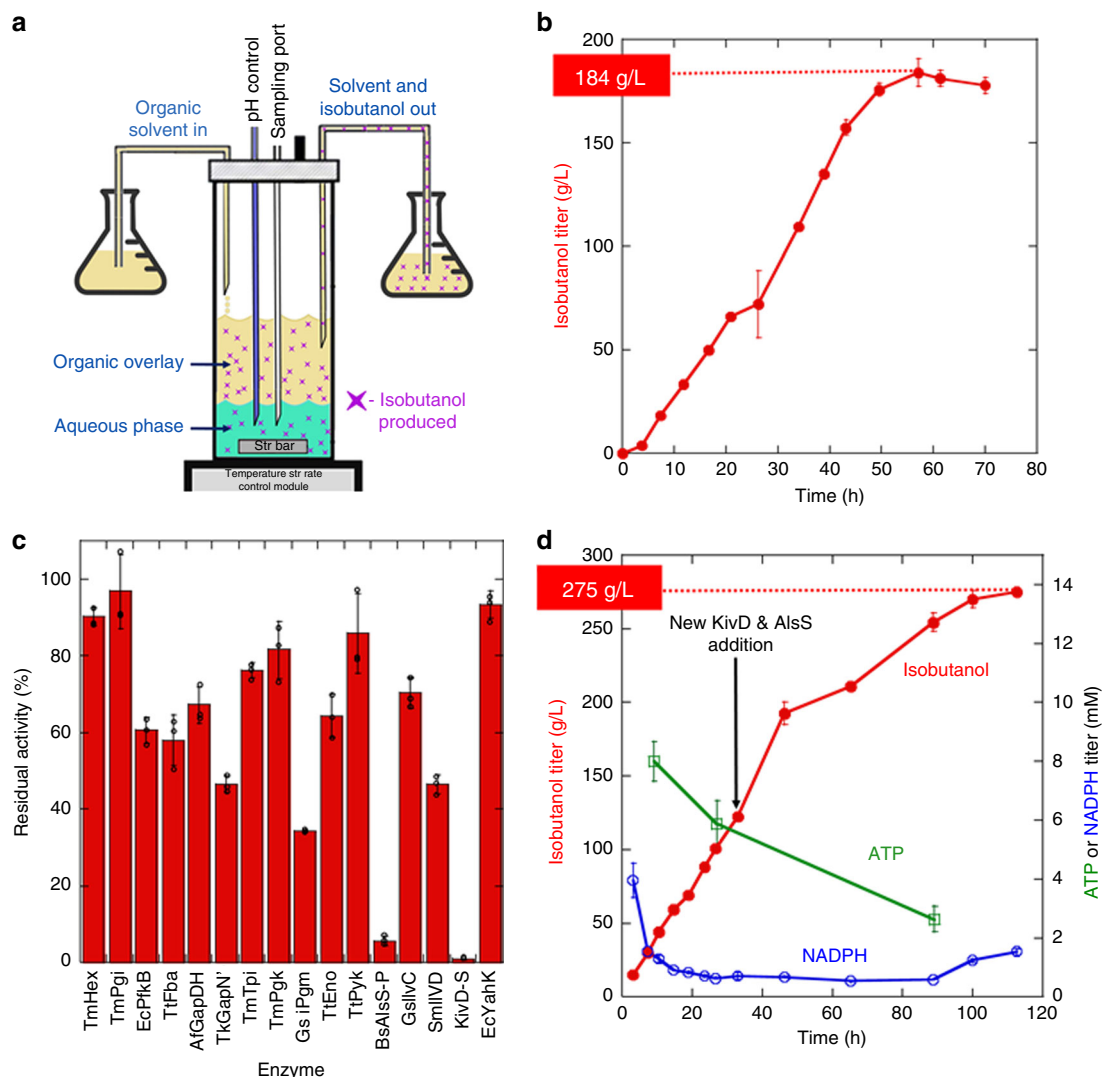 a
Organic
solvent in
pH control
Sampling port
Solvent and
isobutanol out
Organic overlay
Aqueous phase
- Isobutanol
produced
Str bar
Temperature str rate
control module
b
200
150
100
50
0
184 g/L
Isobutanol titer (g/L)
0 10 20 30 40 50 60 70 80
Time (h)
c
100
80
60
40
20
0
Residual activity (%)
TmHex
TmPgi
EcPfkB
TtFba
AfGapDH
TkGapN'
TmTpi
TmPgk
Gs iPgm
TtEno
TtPyk
BsAlsS-P
GsIlvC
SmIlVD
KivD-S
EcYahK
Enzyme
d
300
250
200
150
100
50
0
275 g/L
Isobutanol titer (g/L)
New KivD & AlsS
addition
Isobutanol
ATP
NADPH
14
12
10
8
6
4
2
0
ATP or NADPH titer (mM)
0 20 40 60 80 100 120
Time (h)